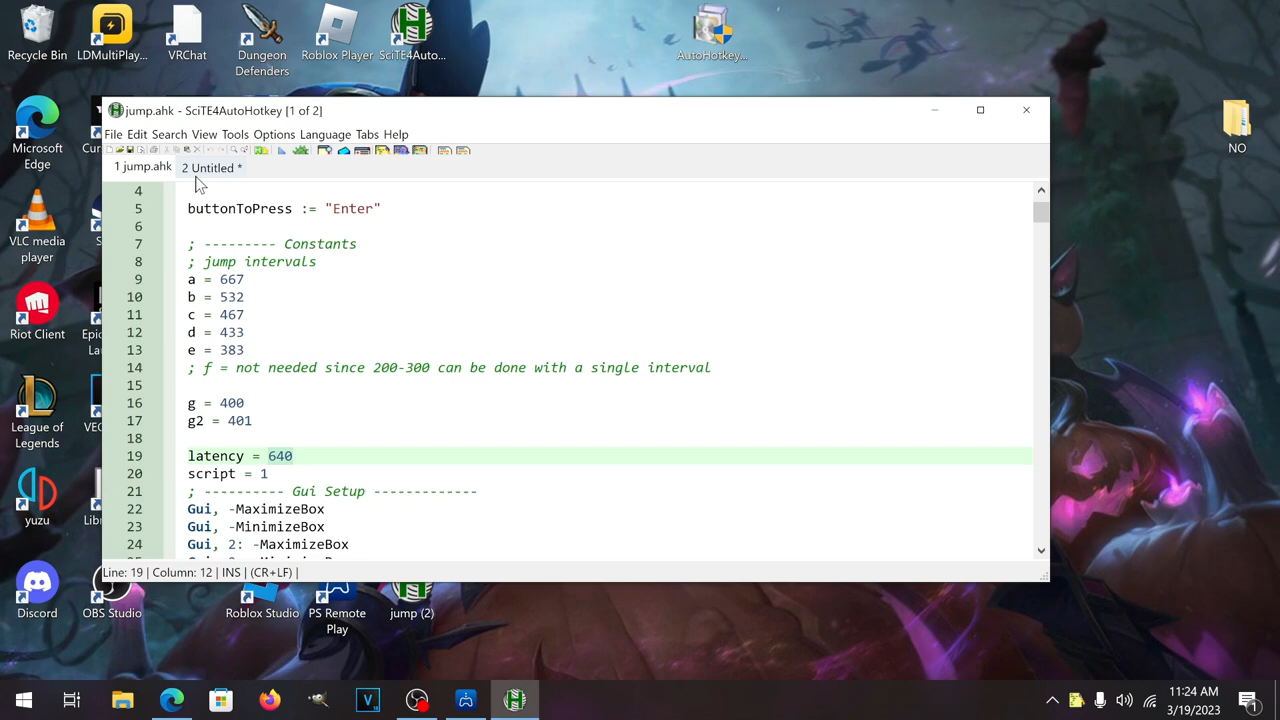 Recycle Bin
LDMultiPlay...
VRChat
Dungeon
Defenders
Roblox Player
SciTE4Auto...
AutoHotkey...
Microsoft
Edge
Cur
NO
VLC media
player
Riot Client
Epic
La
League of
Legends
VEC
yuzu
Lib
Discord
OBS Studio
Roblox Studio
PS Remote
Play
jump (2)
jump.ahk - SciTE4AutoHotkey [1 of 2]
File Edit Search View Tools Options Language Tabs Help
1 jump.ahk 2 Untitled *
4
5 buttonToPress := "Enter"
6
7 ; --------- Constants
8 ; jump intervals
9 a = 667
10 b = 532
11 c = 467
12 d = 433
13 e = 383
14 ; f = not needed since 200-300 can be done with a single interval
15
16 g = 400
17 g2 = 401
18
19 latency = 640
20 script = 1
21 ; ---------- Gui Setup -------------
22 Gui, -MaximizeBox
23 Gui, -MinimizeBox
24 Gui, 2: -MaximizeBox
Line: 19 | Column: 12 | INS | (CR+LF) |
11:24 AM
3/19/2023